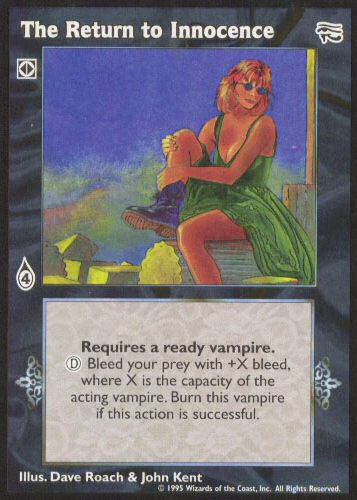 The Return to Innocence
4
Requires a ready vampire.
Ⓓ Bleed your prey with +X bleed,
where X is the capacity of the
acting vampire. Burn this vampire
if this action is successful.
Illus. Dave Roach & John Kent
© 1995 Wizards of the Coast, Inc. All Rights Reserved.